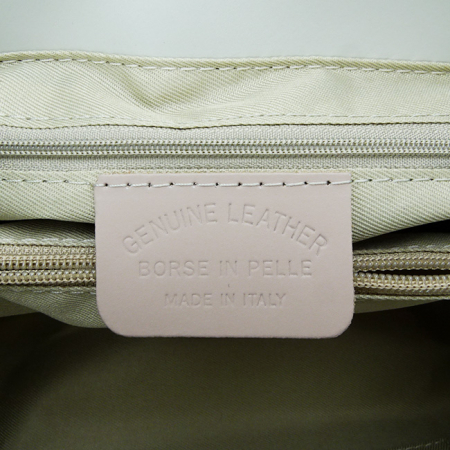 GENUINE LEATHER
BORSE IN PELLE
MADE IN ITALY